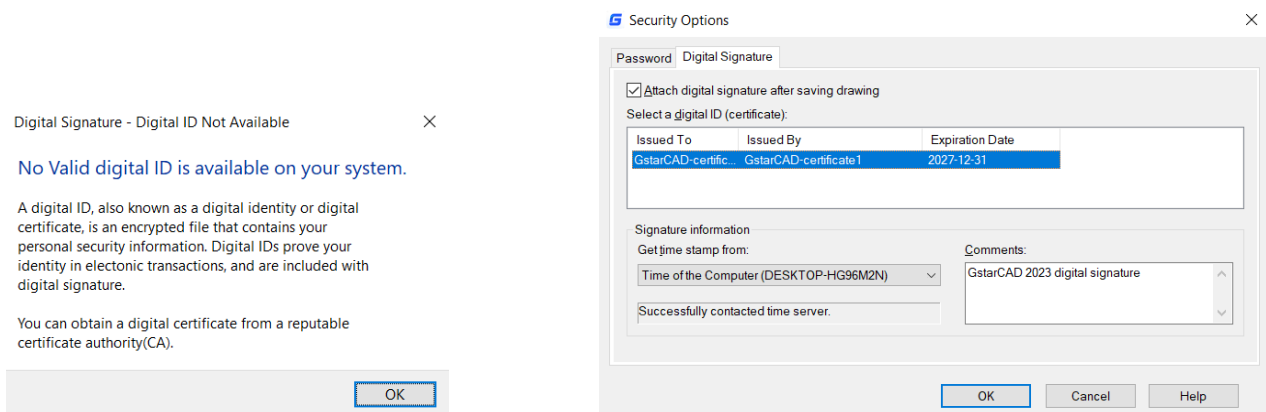 Digital Signature - Digital ID Not Available
No Valid digital ID is available on your system.
A digital ID, also known as a digital identity or digital
certificate, is an encrypted file that contains your
personal security information. Digital IDs prove your
identity in electonic transactions, and are included with
digital signature.
You can obtain a digital certificate from a reputable
certificate authority(CA).
OK
Security Options
Password Digital Signature
Attach digital signature after saving drawing
Select a digital ID (certificate):
Issued To Issued By Expiration Date
GstarCAD-certific... GstarCAD-certificate1 2027-12-31
Signature information
Get time stamp from:
Time of the Computer (DESKTOP-HG96M2N)
Successfully contacted time server.
Comments:
GstarCAD 2023 digital signature
OK Cancel Help